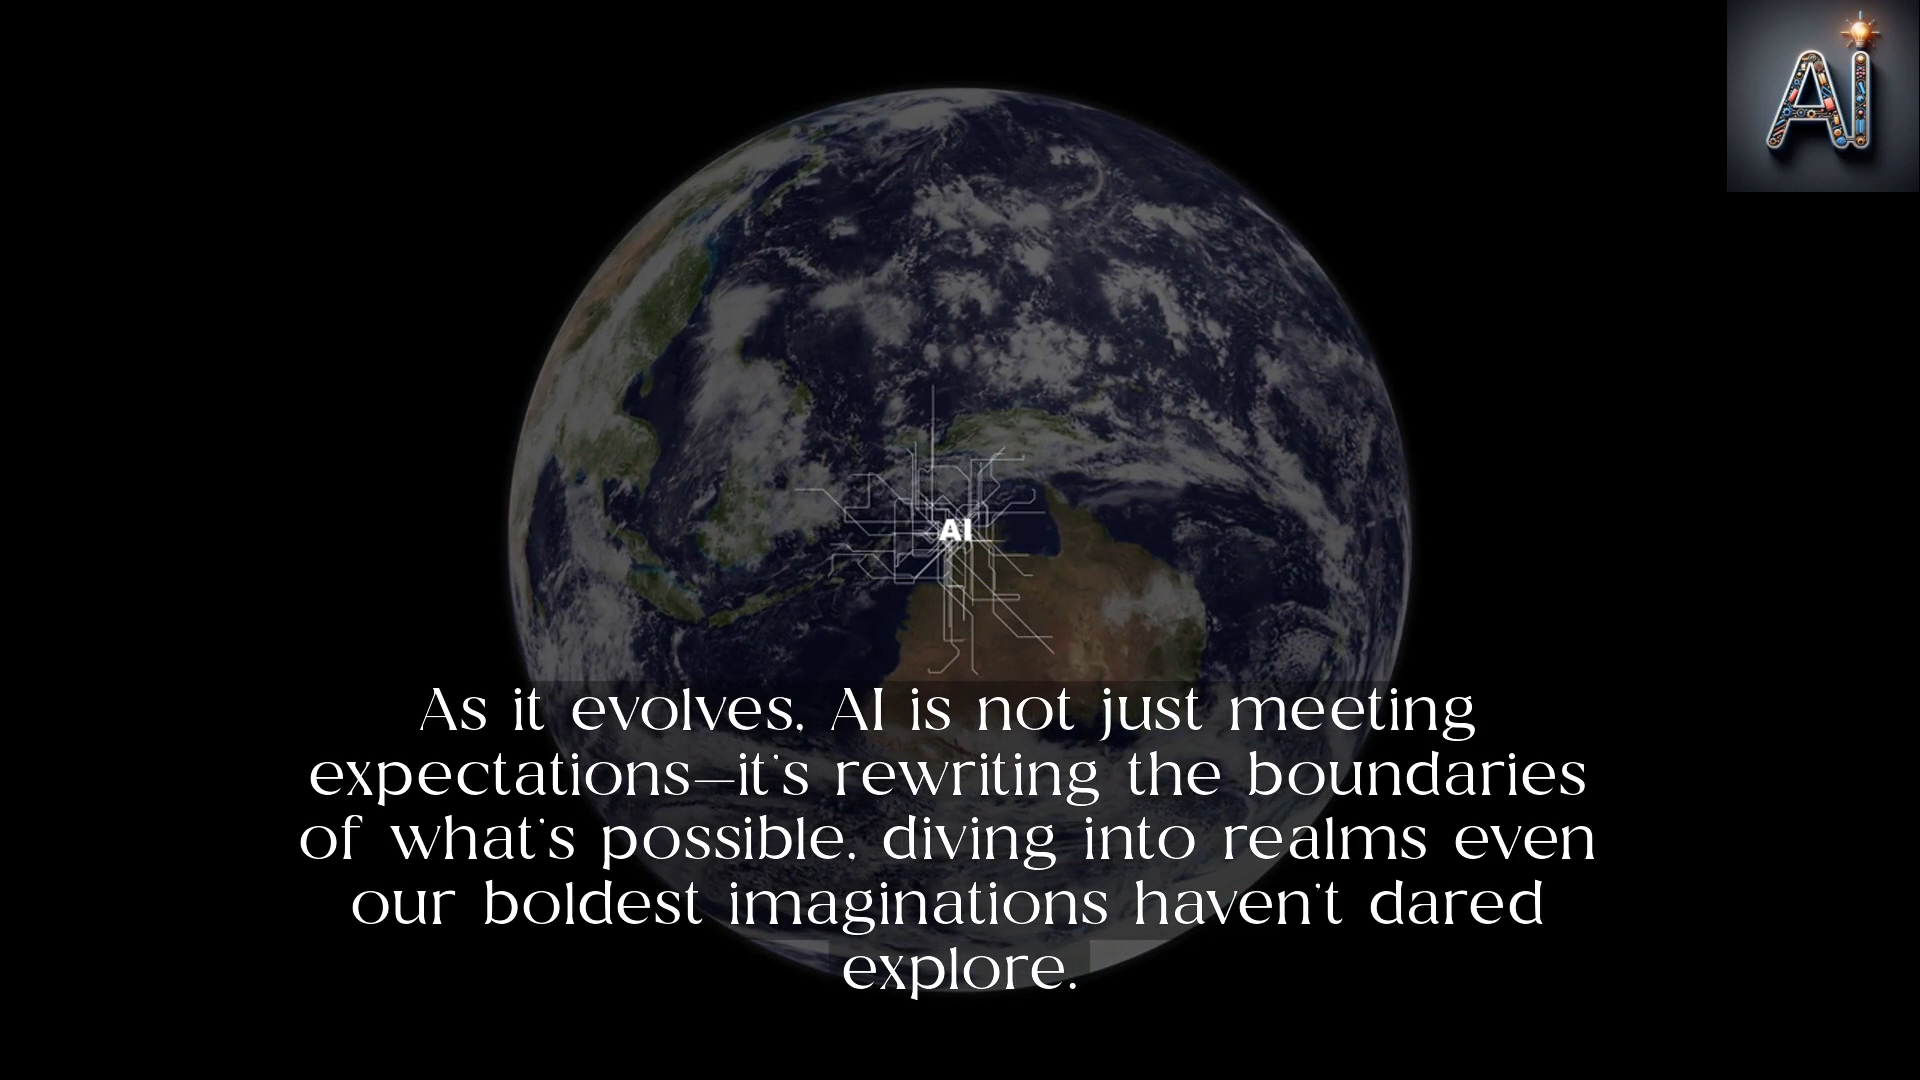 AI
AI
As it evolves, AI is not just meeting
expectations—it's rewriting the boundaries
of what's possible, diving into realms even
our boldest imaginations haven't dared
explore.